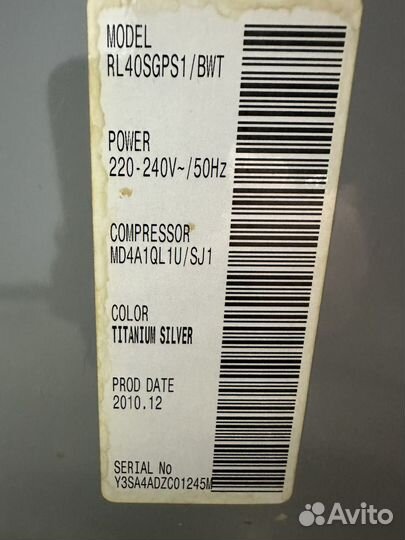 MODEL
RL40SGPS1/BWT
POWER
220-240V~/50Hz
COMPRESSOR
MD4A1QL1U/SJ1
COLOR
TITANIUM SILVER
PROD DATE
2010.12
SERIAL No
Y3SA4ADZC01245M
Avito